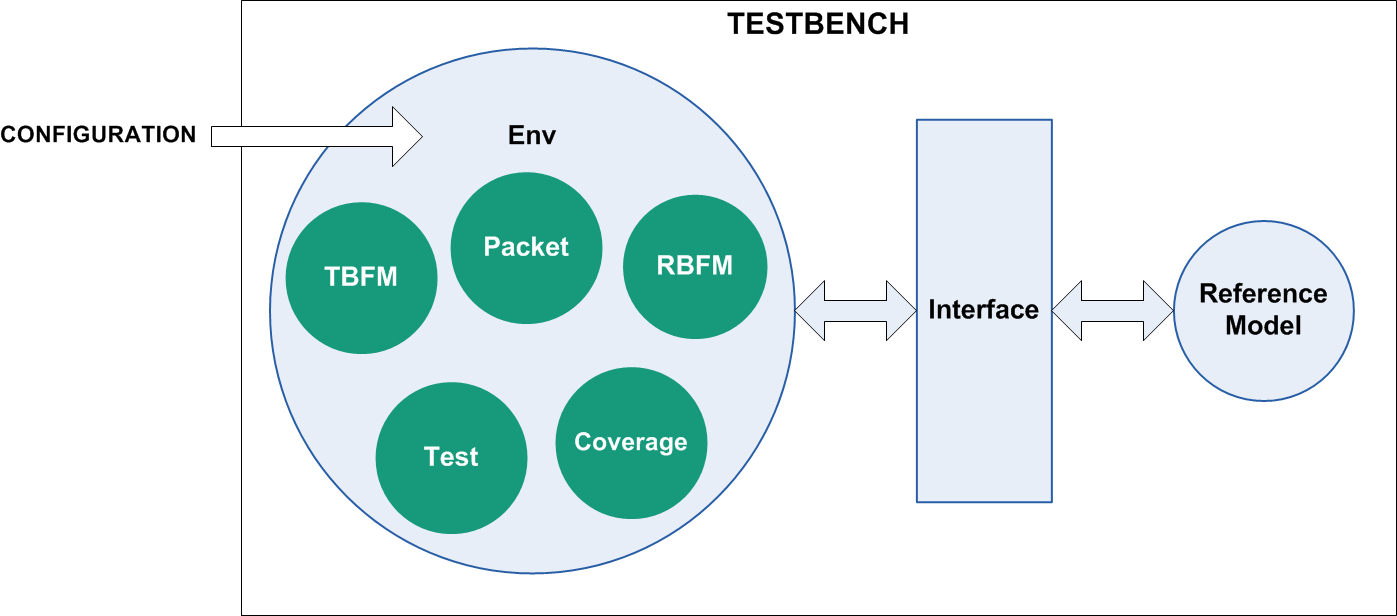 TESTBENCH
CONFIGURATION
Env
TBFM
Packet
RBFM
Test
Coverage
Interface
Reference
Model